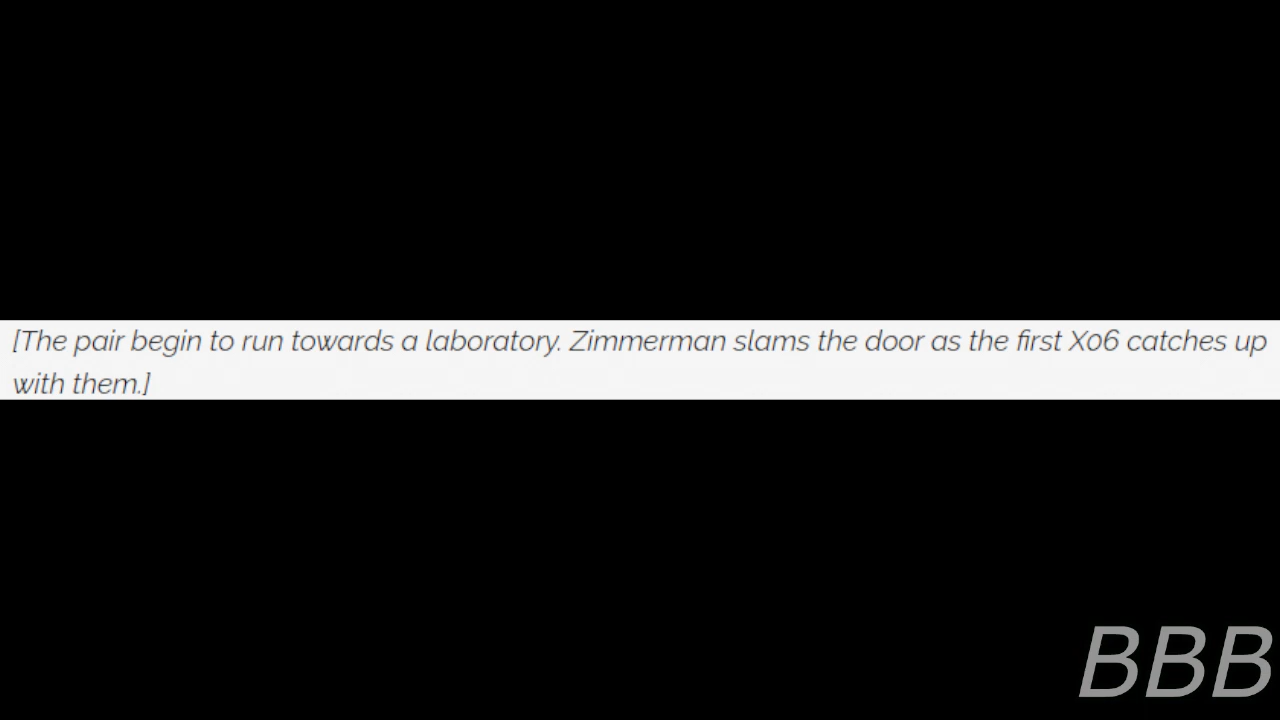 [The pair begin to run towards a laboratory. Zimmerman slams the door as the first X06 catches up
with them.]
BBB